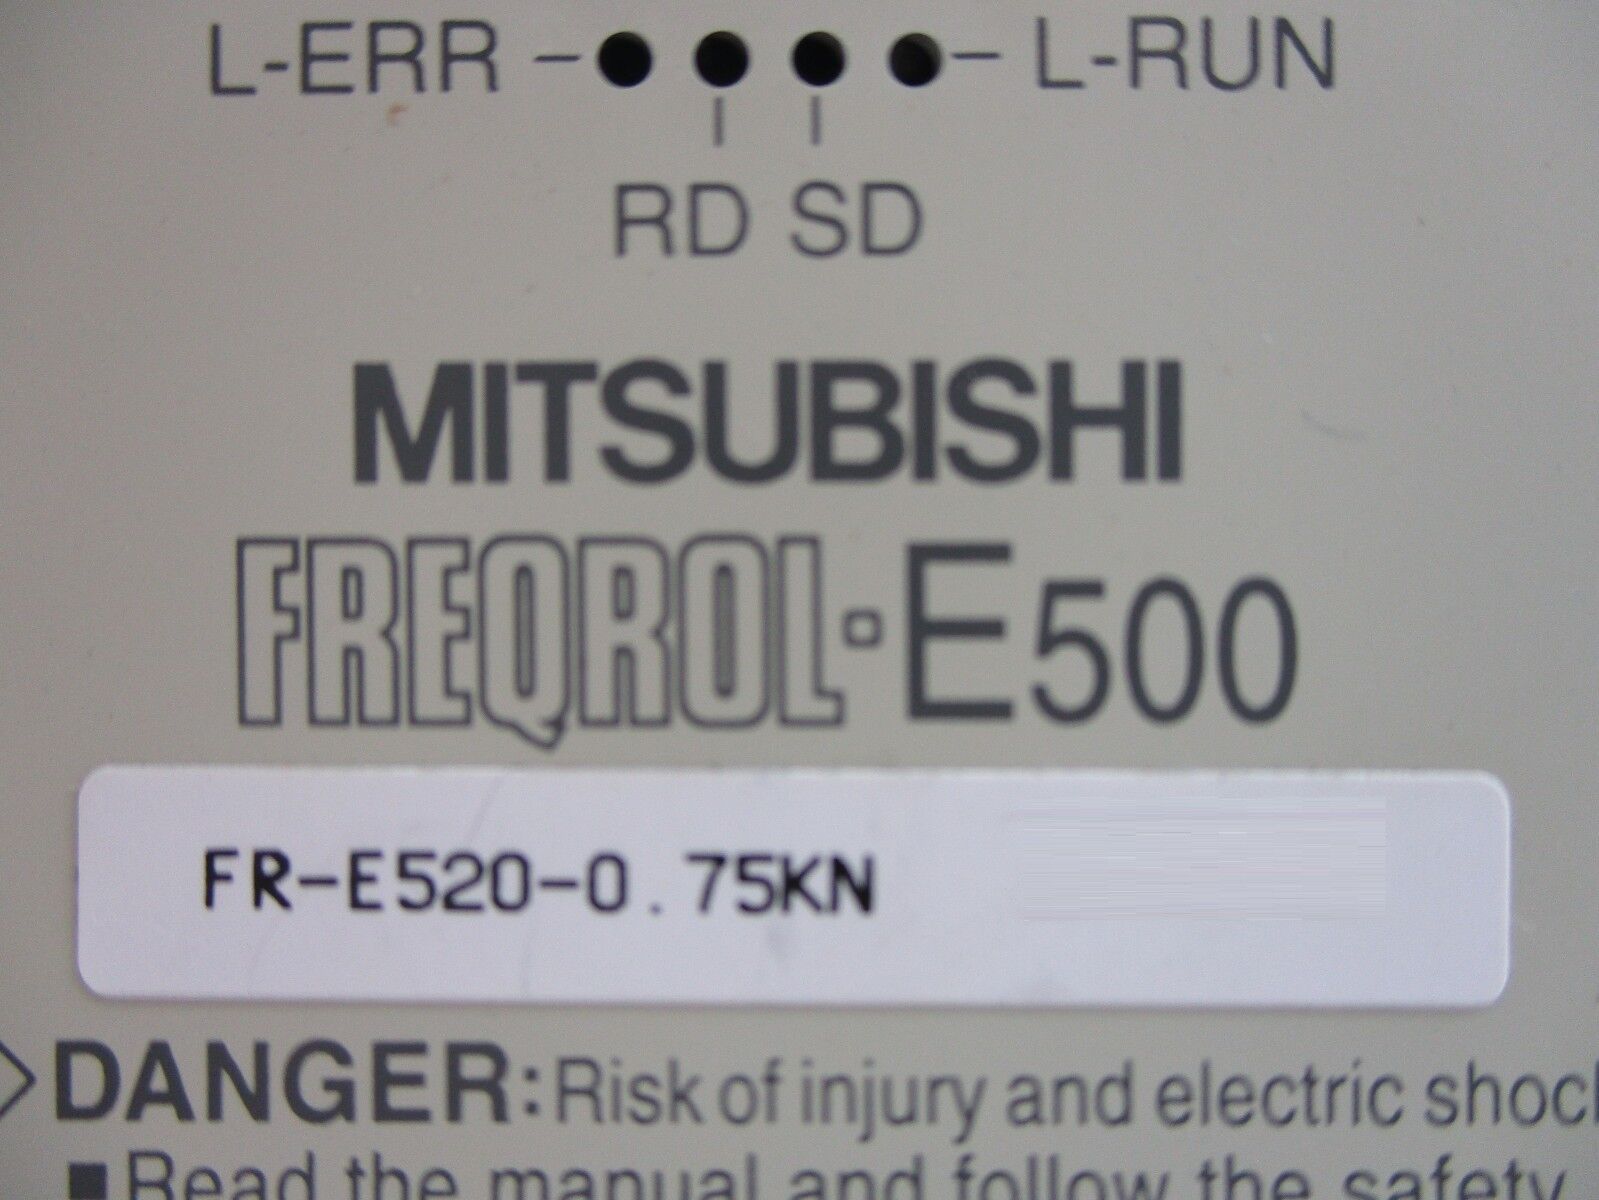 L-ERR L-RUN
RD SD
MITSUBISHI
FREQROL-E500
FR-E520-0.75KN
DANGER: Risk of injury and electric shock
■ Read the manual and follow the safety